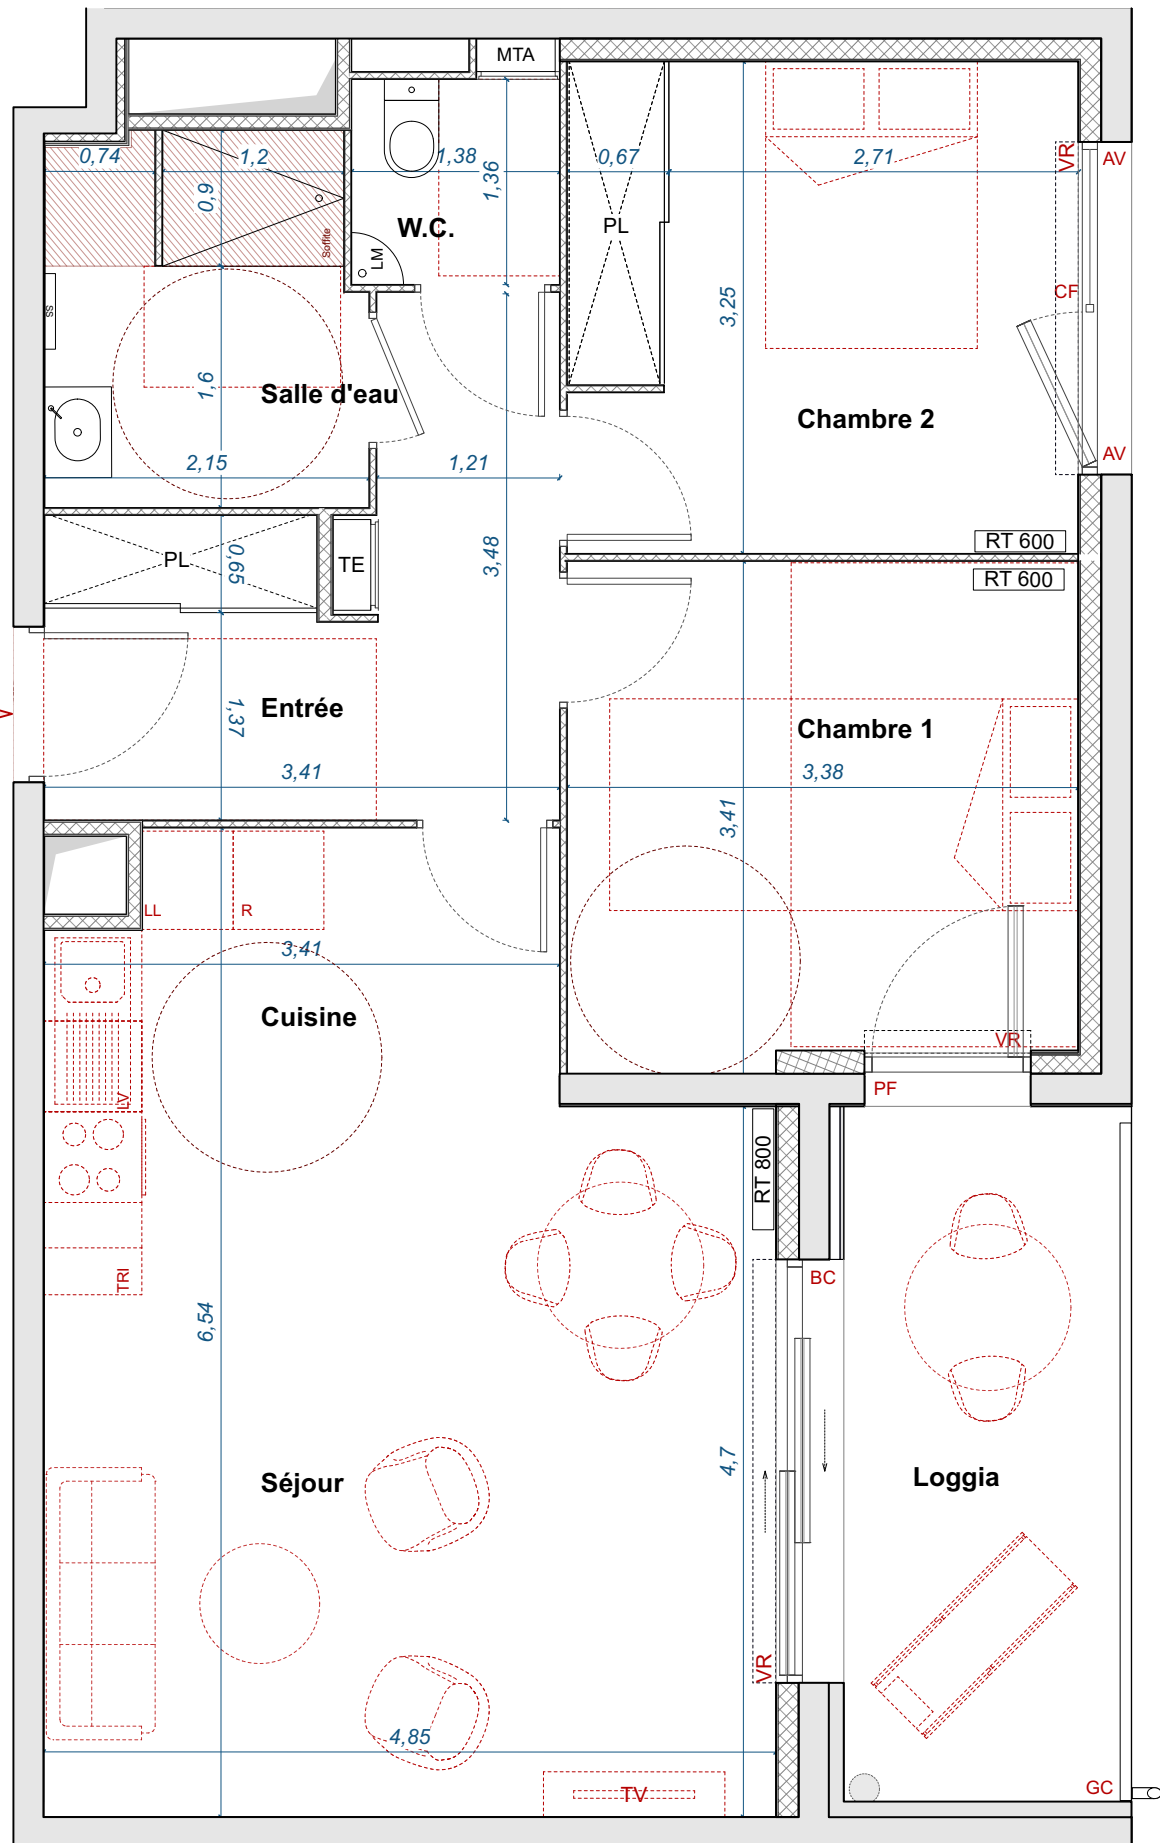 MTA
0,74
1,2
1,38
0,67
2,71
VR
AV
0,9
1,36
W.C.
PL
Soffite
LM
SS
3,25
CF
1,6
Salle d'eau
Chambre 2
AV
2,15
1,21
RT 600
PL
0,65
TE
3,48
RT 600
V
1,37
Entrée
Chambre 1
3,41
3,38
3,41
LL
R
3,41
Cuisine
VR
PF
LV
RT 800
TRI
BC
6,54
4,7
Séjour
Loggia
VR
4,85
TV
GC